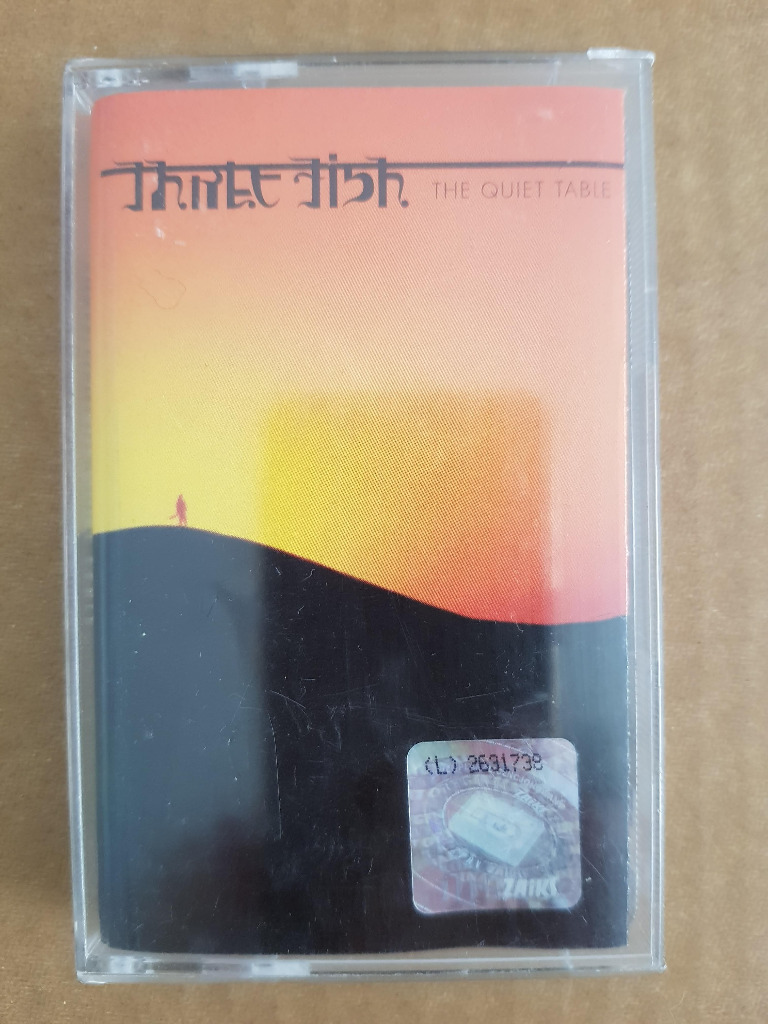 three fish THE QUIET TABLE
(L) 2631738
ZAIKS